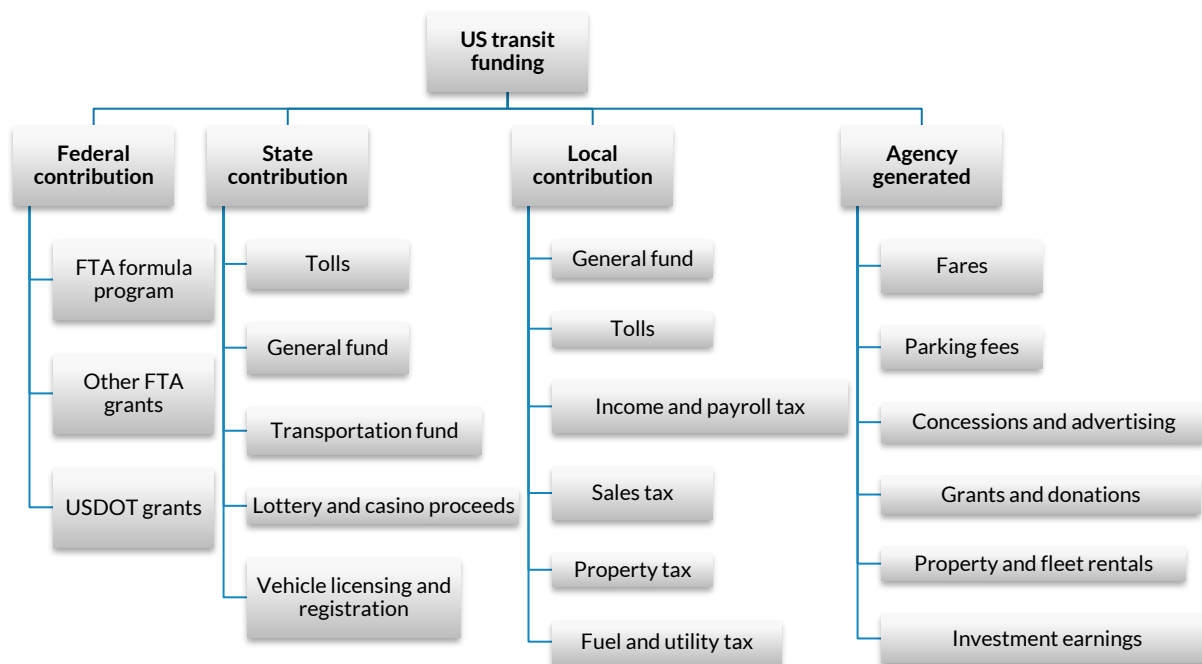 US transit
funding
Federal
contribution
FTA formula
program
Other FTA
grants
USDOT grants
State
contribution
Tolls
General fund
Transportation fund
Lottery and casino proceeds
Vehicle licensing and
registration
Local
contribution
General fund
Tolls
Income and payroll tax
Sales tax
Property tax
Fuel and utility tax
Agency
generated
Fares
Parking fees
Concessions and advertising
Grants and donations
Property and fleet rentals
Investment earnings